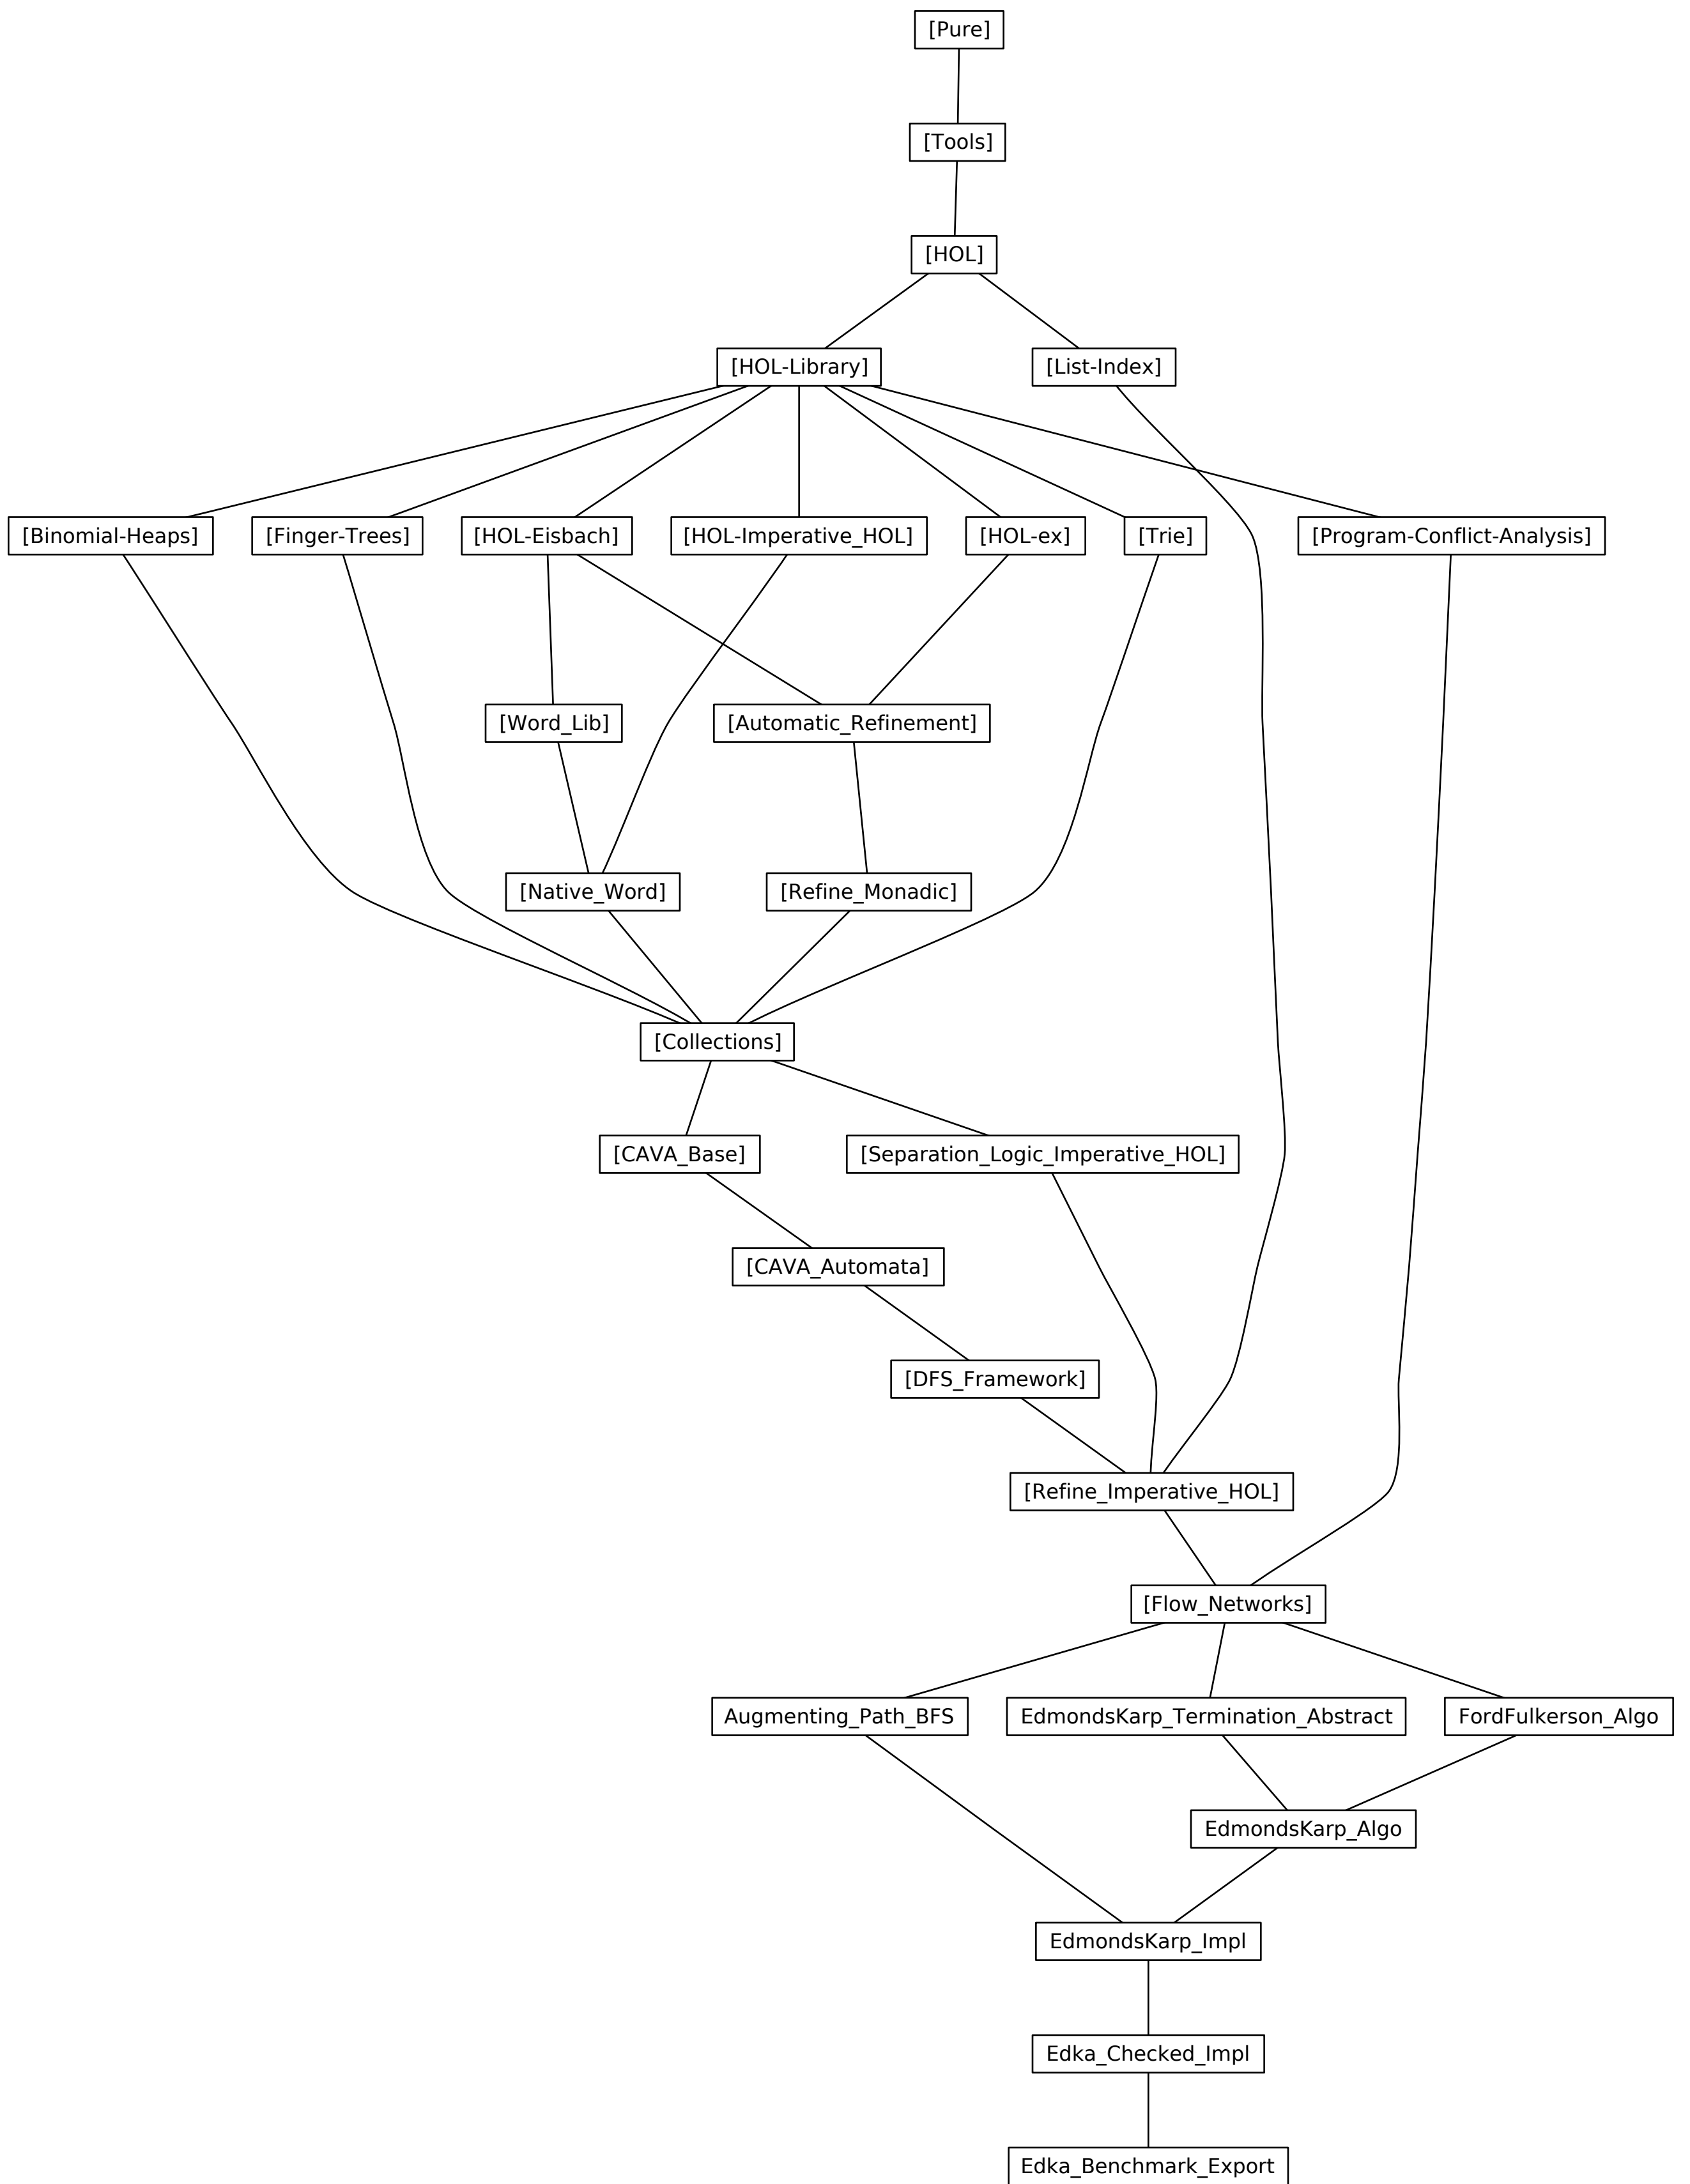 [Pure]
[Tools]
[HOL]
[HOL-Library]
[List-Index]
[Binomial-Heaps]
[Finger-Trees]
[HOL-Eisbach]
[HOL-Imperative_HOL]
[HOL-ex]
[Trie]
[Program-Conflict-Analysis]
[Word_Lib]
[Automatic_Refinement]
[Native_Word]
[Refine_Monadic]
[Collections]
[CAVA_Base]
[Separation_Logic_Imperative_HOL]
[CAVA_Automata]
[DFS_Framework]
[Refine_Imperative_HOL]
[Flow_Networks]
Augmenting_Path_BFS
EdmondsKarp_Termination_Abstract
FordFulkerson_Algo
EdmondsKarp_Algo
EdmondsKarp_Impl
Edka_Checked_Impl
Edka_Benchmark_Export